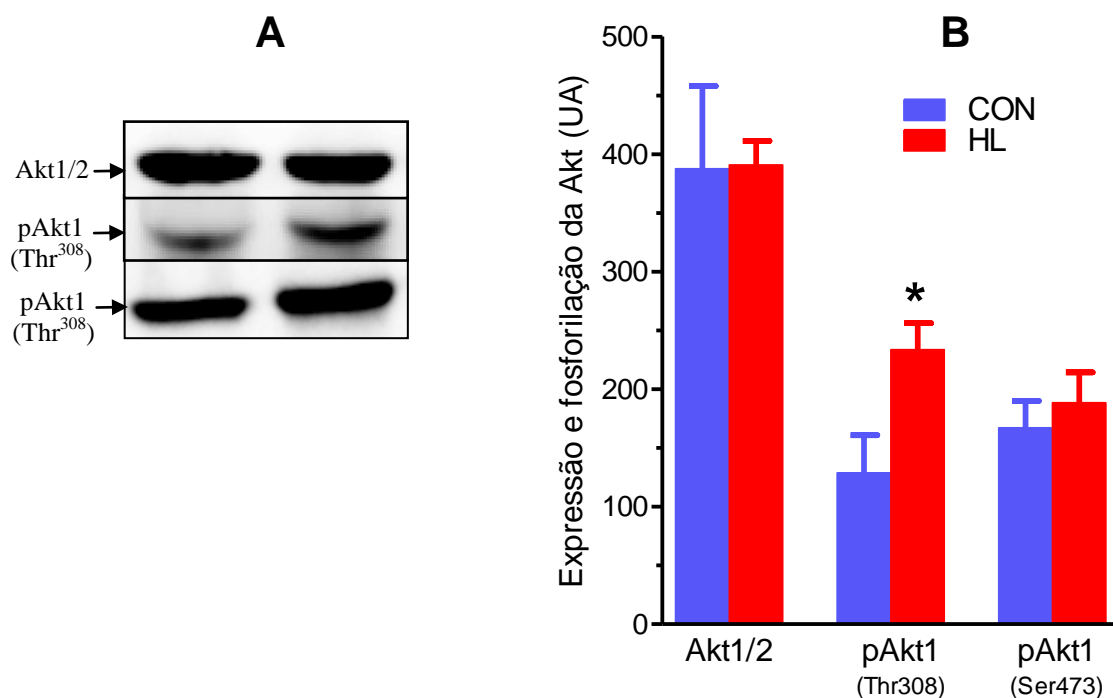 A
Akt1/2
pAkt1
(Thr308)
pAkt1
(Thr308)
B
Expressão e fosforilação da Akt (UA)
500
400
300
200
100
0
CON
HL
*
Akt1/2
pAkt1
(Thr308)
pAkt1
(Ser473)